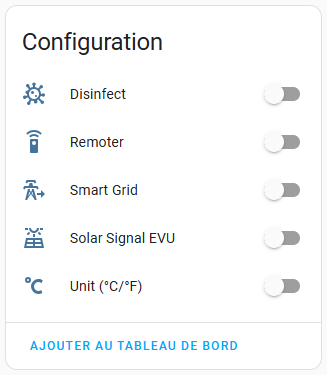 Configuration
Disinfect
Remoter
Smart Grid
Solar Signal EVU
Unit (°C/°F)
AJOUTER AU TABLEAU DE BORD